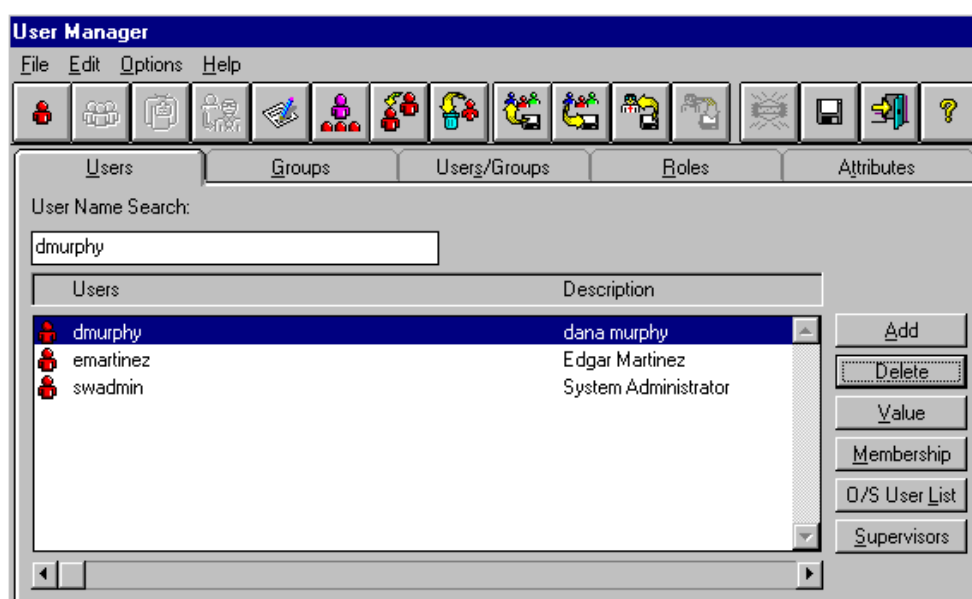 User Manager
File Edit Options Help
?
Users Groups Users/Groups Roles Attributes
User Name Search:
dmurphy
Users Description
dmurphy dana murphy
emartinez Edgar Martinez
swadmin System Administrator
Add
Delete
Value
Membership
O/S User List
Supervisors